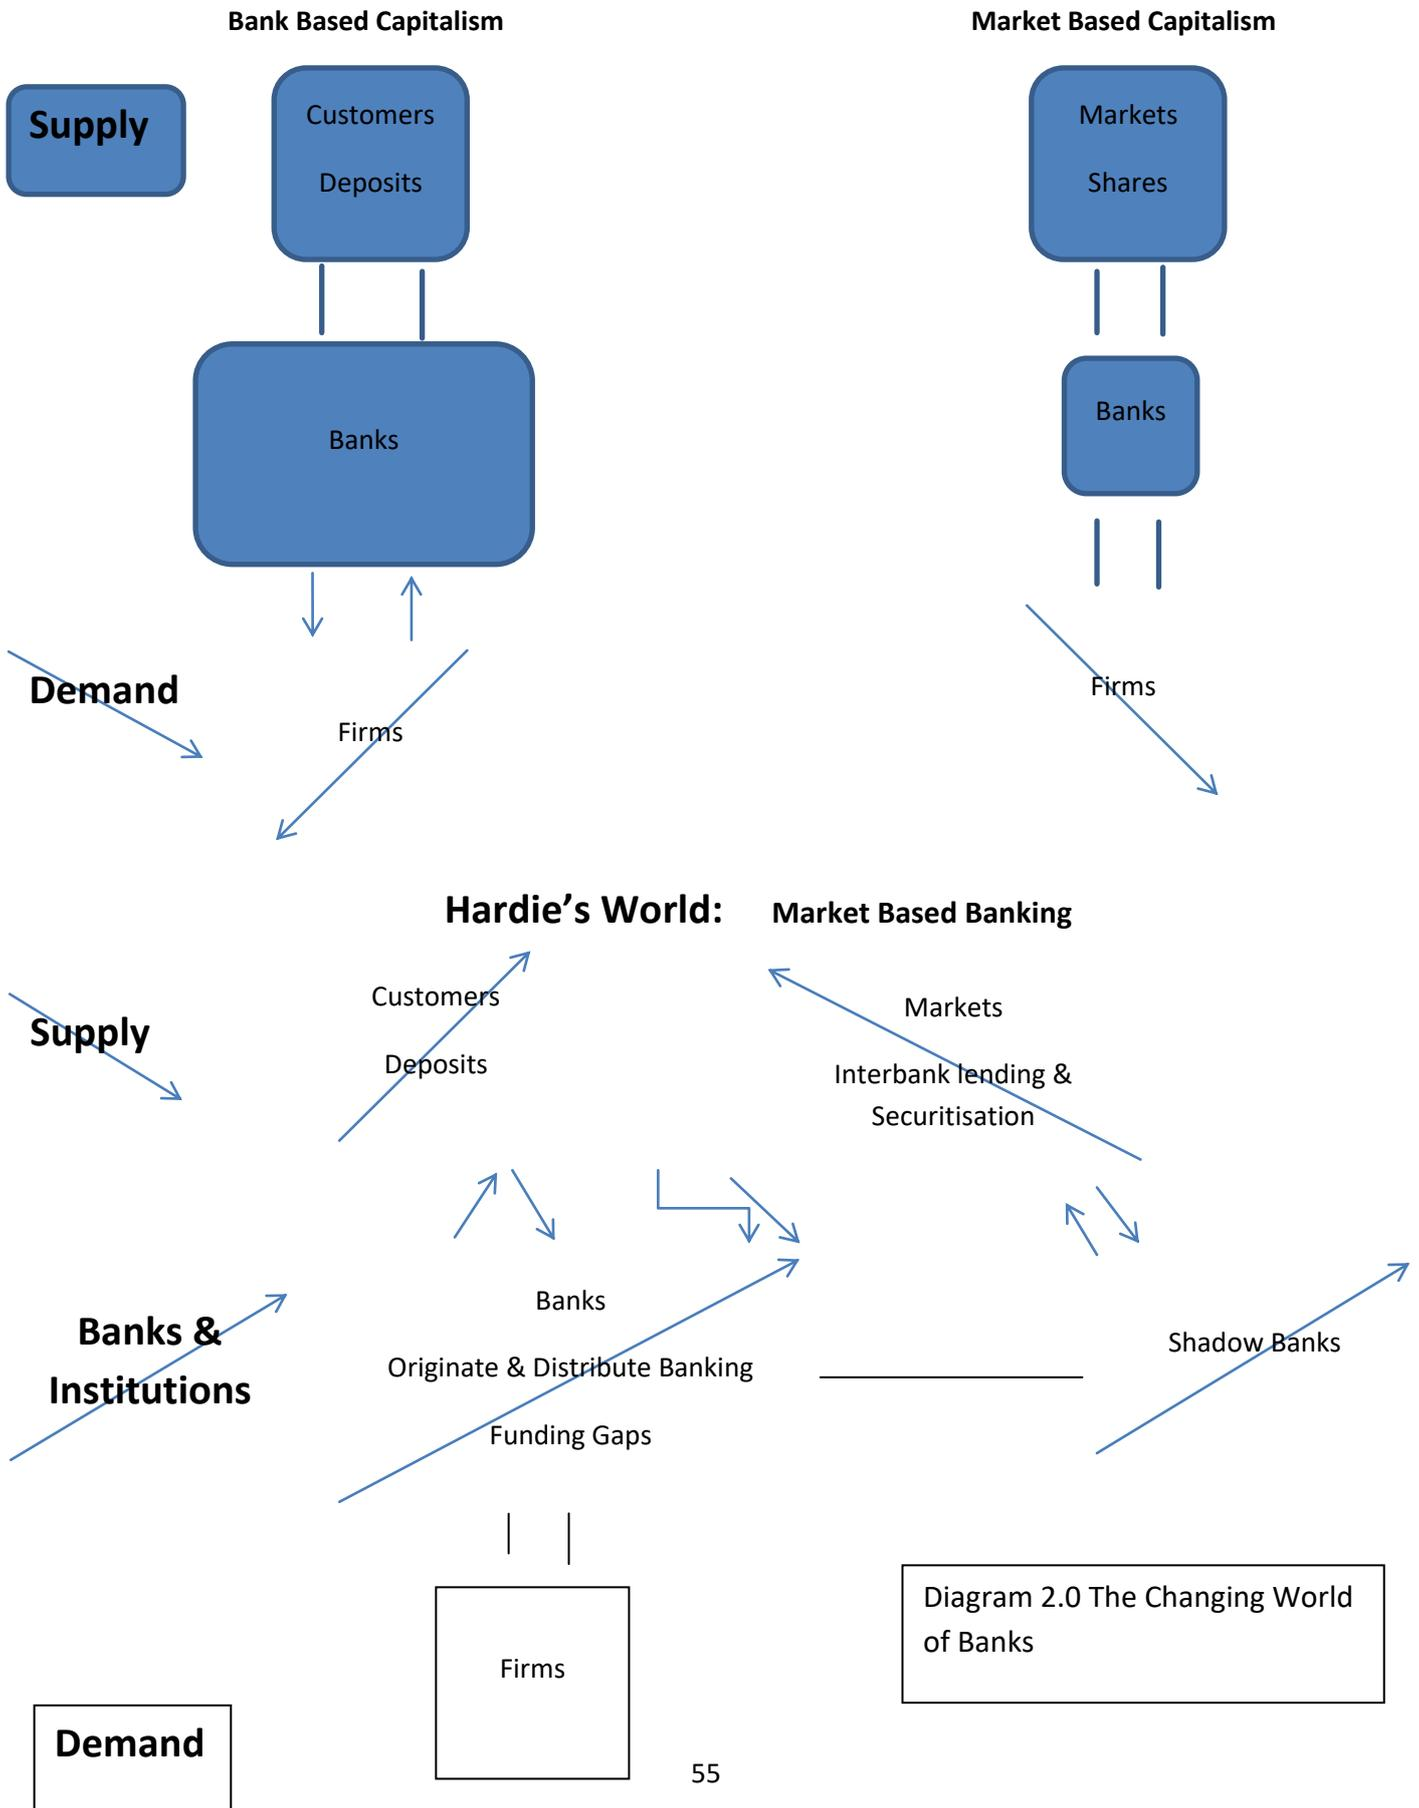 Bank Based Capitalism
Market Based Capitalism
Supply
Customers
Deposits
Markets
Shares
Banks
Banks
Demand
Firms
Firms
Hardie’s World:
Market Based Banking
Supply
Customers
Deposits
Markets
Interbank lending &
Securitisation
Banks &
Institutions
Banks
Originate & Distribute Banking
Funding Gaps
Shadow Banks
Firms
Diagram 2.0 The Changing World
of Banks
Demand
55